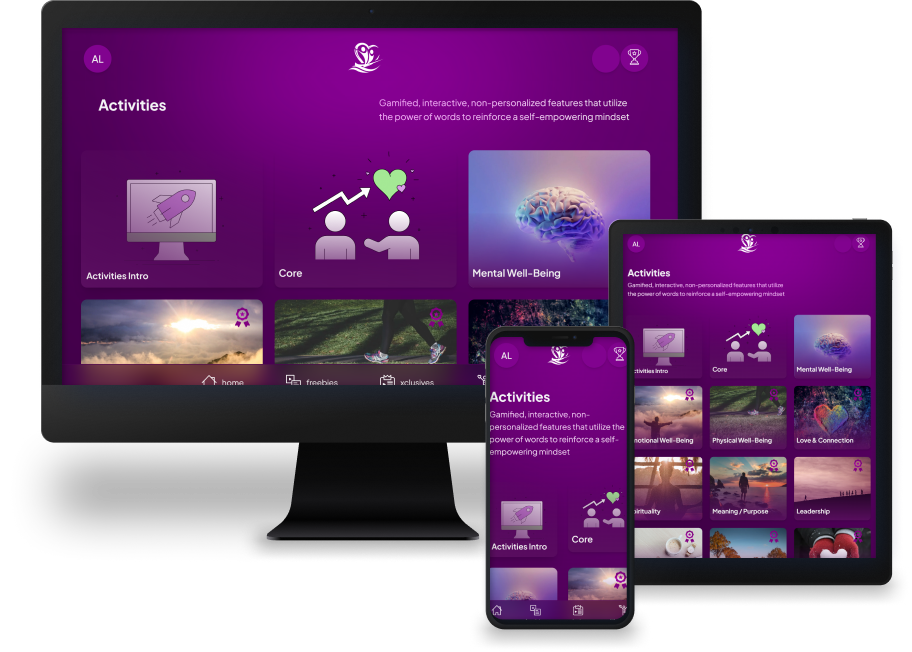 AL
Activities
Gamified, interactive, non-personalized features that utilize
the power of words to reinforce a self-empowering mindset
Activities Intro
Core
Mental Well-Being
home
freebies
xclusives
AL
Activities
Gamified, interactive, non-personalized features that utilize
the power of words to reinforce a self-empowering mindset
ctivities Intro
Core
Mental Well-Being
notional Well-Being
Physical Well-Being
Love & Connection
pirituality
Meaning / Purpose
Leadership
AL
Activities
Gamified, interactive, non-
personalized features that utilize the
power of words to reinforce a self-
empowering mindset
Activities Intro
Core